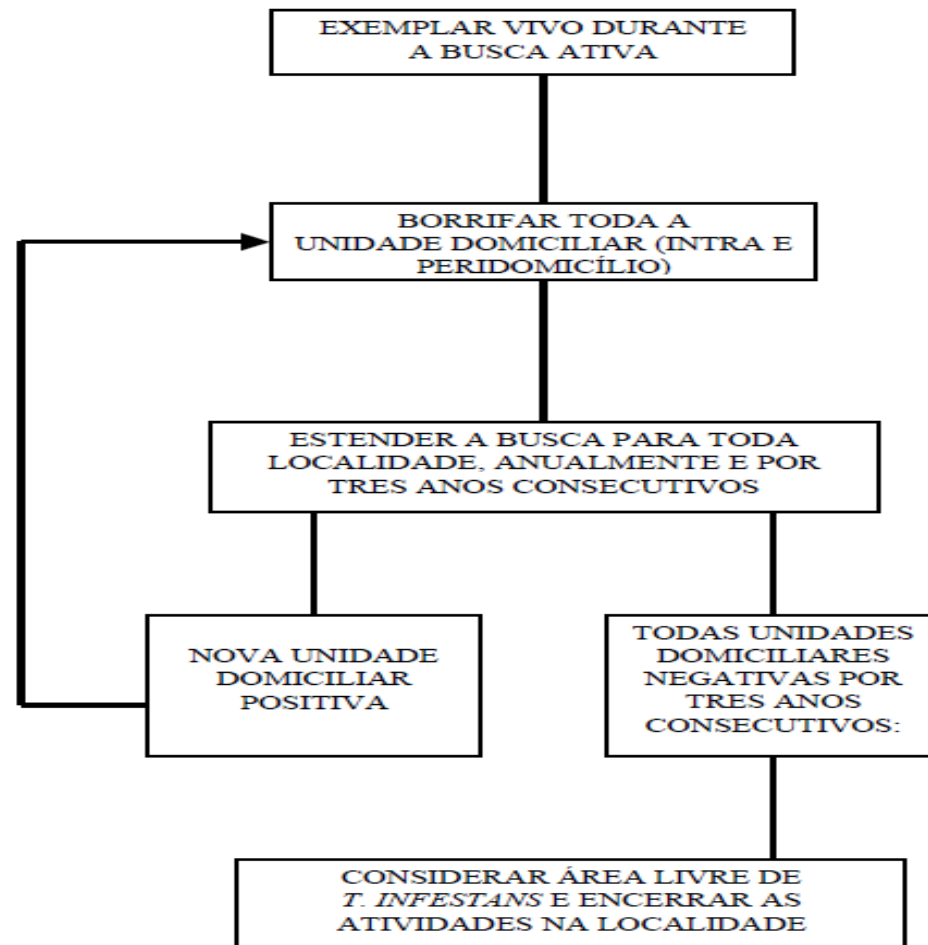 EXEMPLAR VIVO DURANTE
A BUSCA ATIVA
BORRIFAR TODA A
UNIDADE DOMICILIAR (INTRA E
PERIDOMICÍLIO)
ESTENDER A BUSCA PARA TODA
LOCALIDADE, ANUALMENTE E POR
TRES ANOS CONSECUTIVOS
NOVA UNIDADE
DOMICILIAR
POSITIVA
TODAS UNIDADES
DOMICILIARES
NEGATIVAS POR
TRES ANOS
CONSECUTIVOS:
CONSIDERAR ÁREA LIVRE DE
T. INFESTANS E ENCERRAR AS
ATIVIDADES NA LOCALIDADE